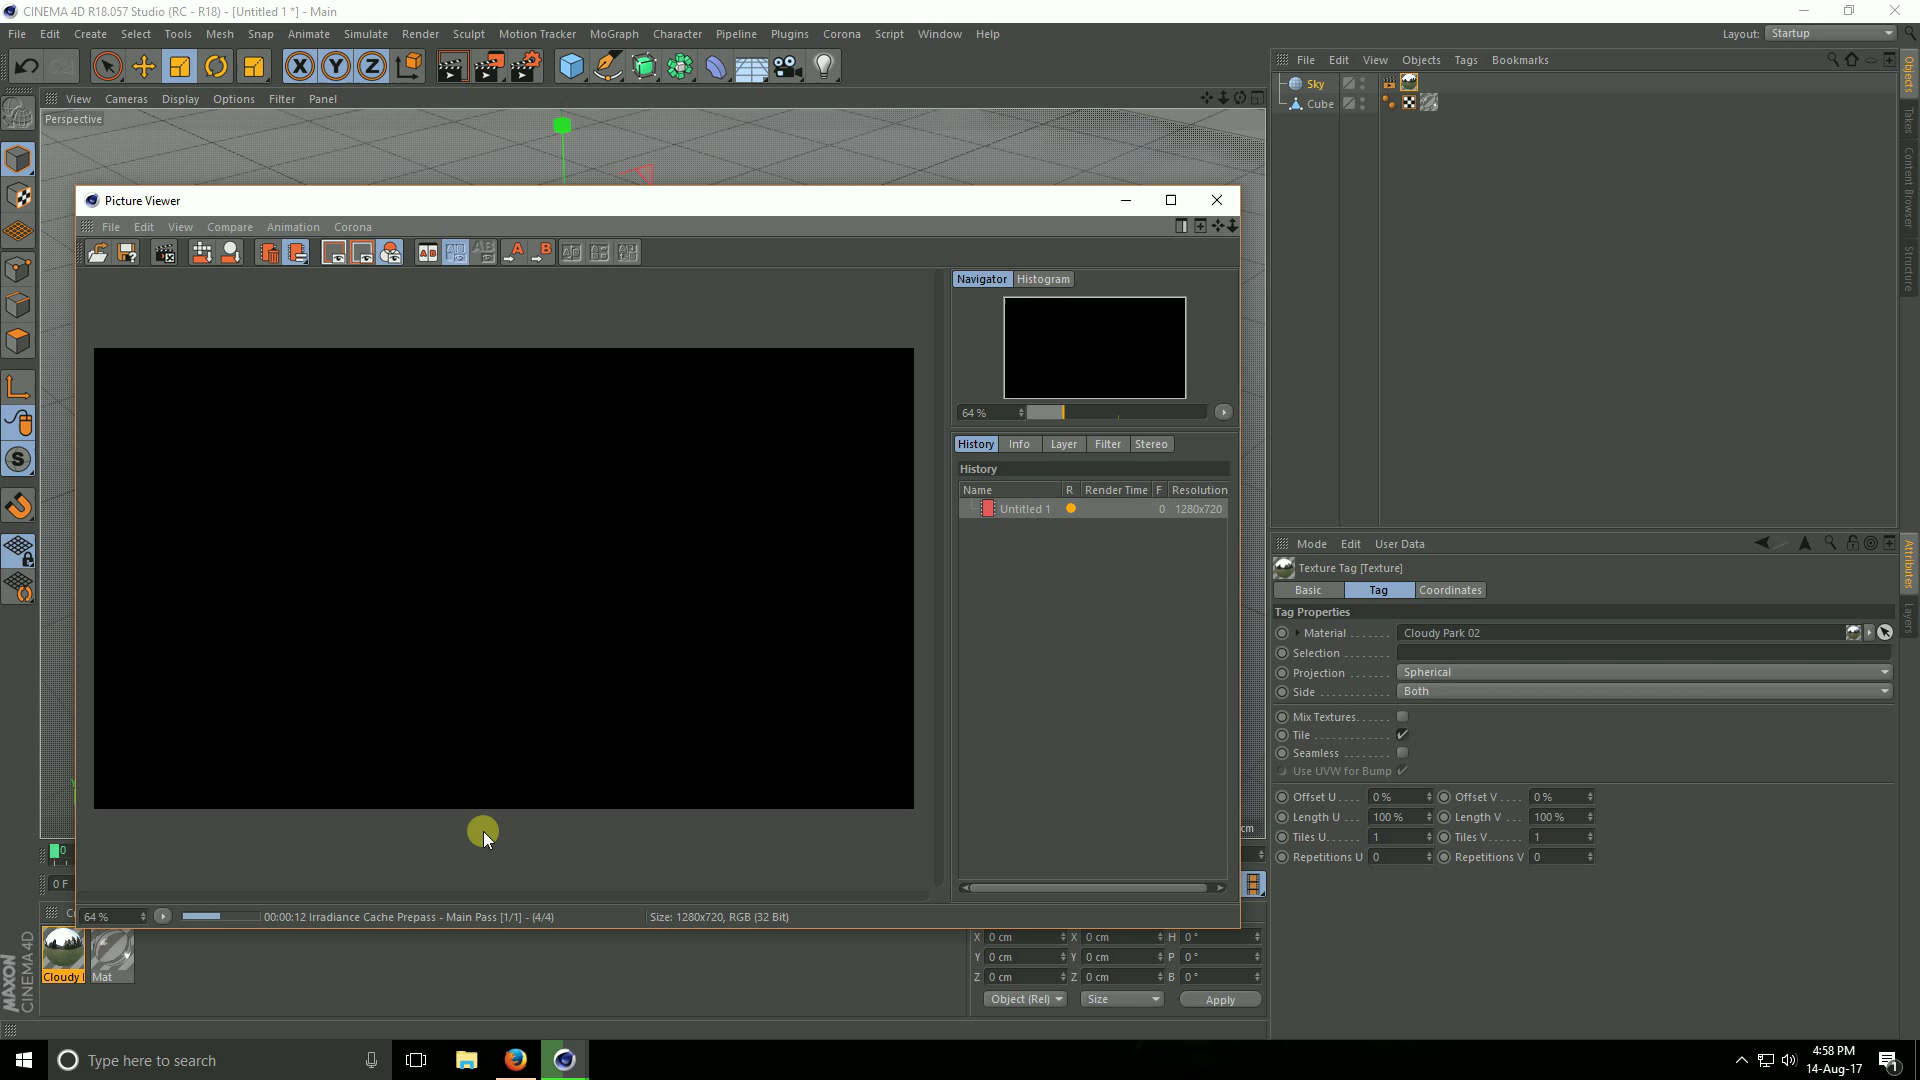 CINEMA 4D R18.057 Studio (RC - R18) - [Untitled 1 *] - Main
File Edit Create Select Tools Mesh Snap Animate Simulate Render Sculpt Motion Tracker MoGraph Character Pipeline Plugins Corona Script Window Help
Layout: Startup
View Cameras Display Options Filter Panel
Perspective
Picture Viewer
File Edit View Compare Animation Corona
Navigator Histogram
64 %
History Info Layer Filter Stereo
History
Name R Render Time F Resolution
Untitled 1 0 1280x720
64 % 00:00:12 Irradiance Cache Prepass - Main Pass [1/1] - (4/4) Size: 1280x720, RGB (32 Bit)
File Edit View Objects Tags Bookmarks
Sky
Cube
Objects
Takes
Content Browser
Structure
Mode Edit User Data
Texture Tag [Texture]
Basic Tag Coordinates
Tag Properties
Material Cloudy Park 02
Selection
Projection Spherical
Side Both
Mix Textures
Tile
Seamless
Use UVW for Bump
Offset U 0 % Offset V 0 %
Length U 100 % Length V 100 %
Tiles U 1 Tiles V 1
Repetitions U 0 Repetitions V 0
Attributes
Layers
0
cm
0 F
Cloudy
Mat
X 0 cm X 0 cm H 0 °
Y 0 cm Y 0 cm P 0 °
Z 0 cm Z 0 cm B 0 °
Object (Rel) Size Apply
MAXON
CINEMA 4D
Type here to search
4:58 PM
14-Aug-17
1